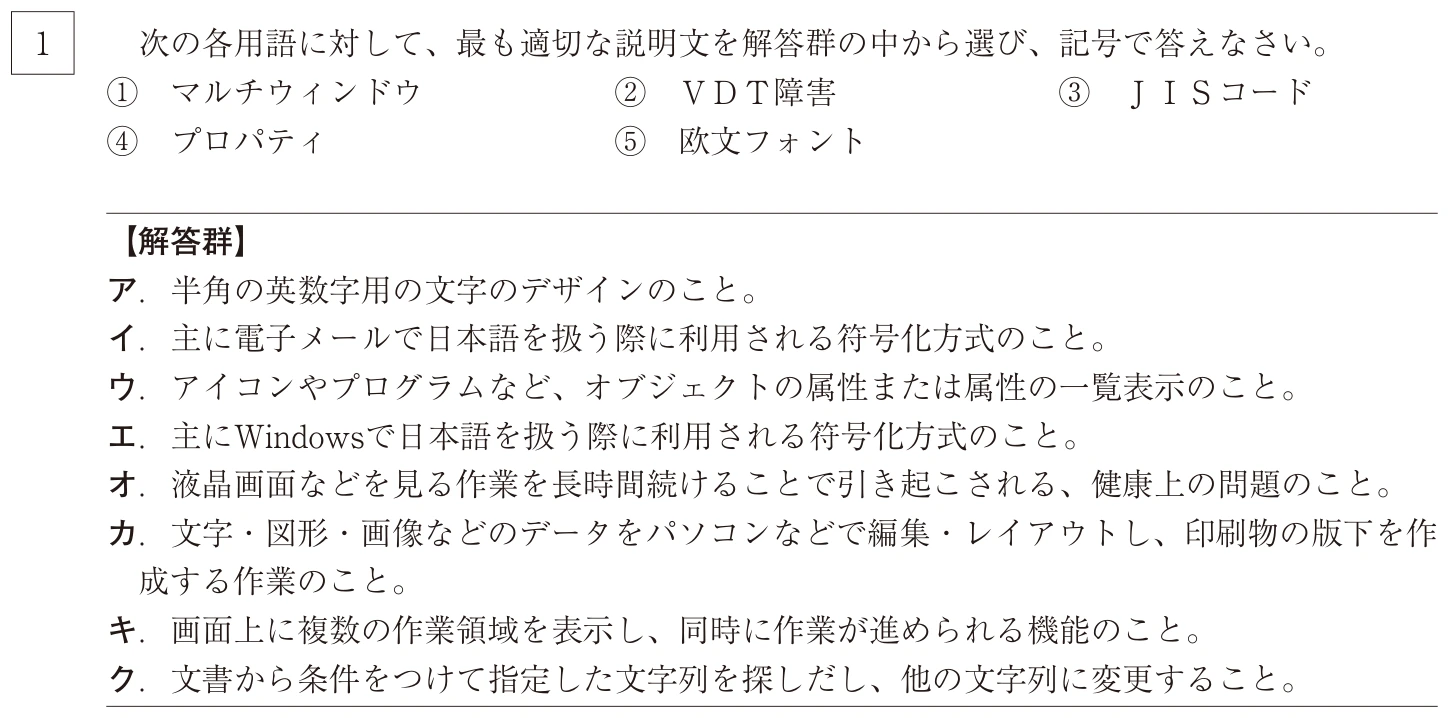 1　次の各用語に対して、最も適切な説明文を解答群の中から選び、記号で答えなさい。
①　マルチウィンドウ　②　ＶＤＴ障害　③　ＪＩＳコード
④　プロパティ　⑤　欧文フォント
【解答群】
ア．半角の英数字用の文字のデザインのこと。
イ．主に電子メールで日本語を扱う際に利用される符号化方式のこと。
ウ．アイコンやプログラムなど、オブジェクトの属性または属性の一覧表示のこと。
エ．主にWindowsで日本語を扱う際に利用される符号化方式のこと。
オ．液晶画面などを見る作業を長時間続けることで引き起こされる、健康上の問題のこと。
カ．文字・図形・画像などのデータをパソコンなどで編集・レイアウトし、印刷物の版下を作
成する作業のこと。
キ．画面上に複数の作業領域を表示し、同時に作業が進められる機能のこと。
ク．文書から条件をつけて指定した文字列を探しだし、他の文字列に変更すること。